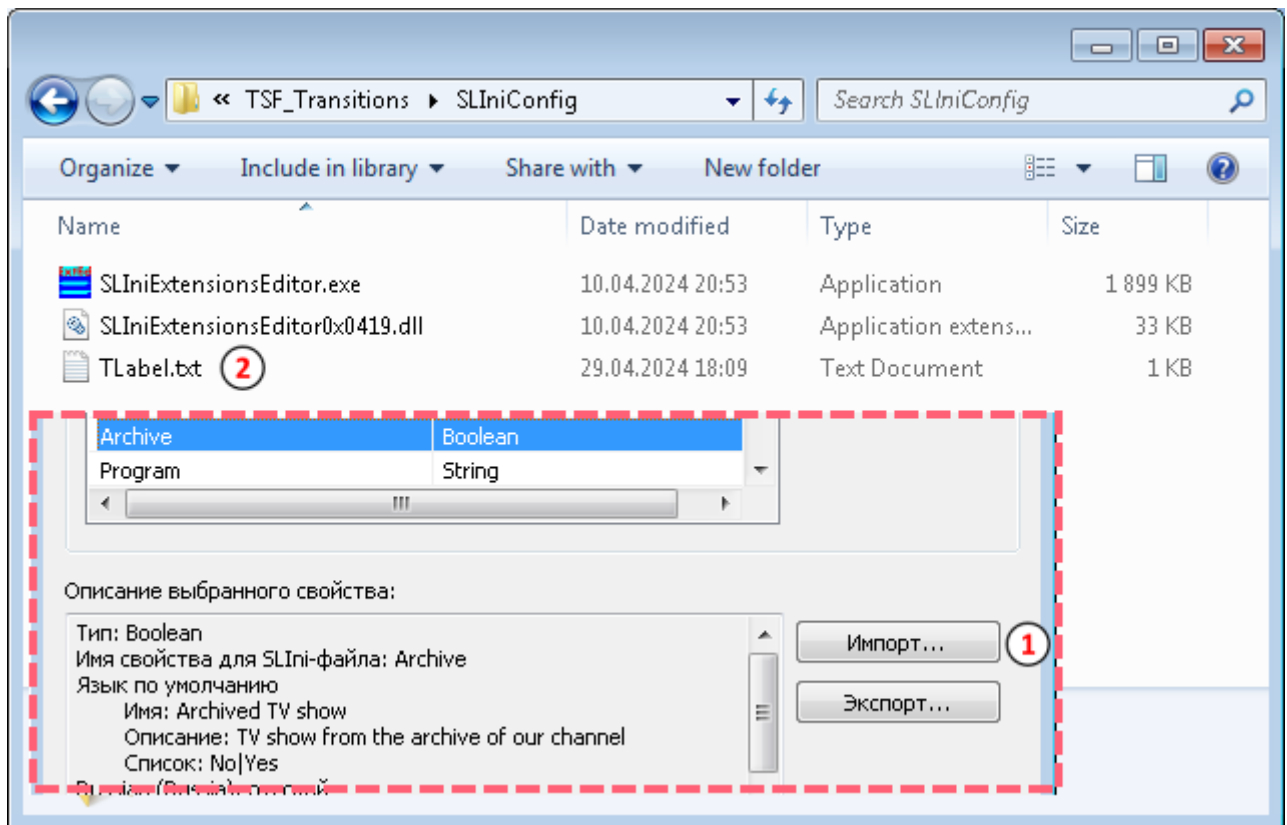 « TSF_Transitions SLIniConfig Search SLIniConfig
Organize Include in library Share with New folder
Name Date modified Type Size
SLIniExtensionsEditor.exe 10.04.2024 20:53 Application 1 899 KB
SLIniExtensionsEditor0x0419.dll 10.04.2024 20:53 Application extens... 33 KB
TLabel.txt 2 29.04.2024 18:09 Text Document 1 KB
Archive Boolean
Program String
Описание выбранного свойства:
Тип: Boolean
Имя свойства для SLIni-файла: Archive
Язык по умолчанию
Имя: Archived TV show
Описание: TV show from the archive of our channel
Список: No|Yes
Импорт... 1
Экспорт...